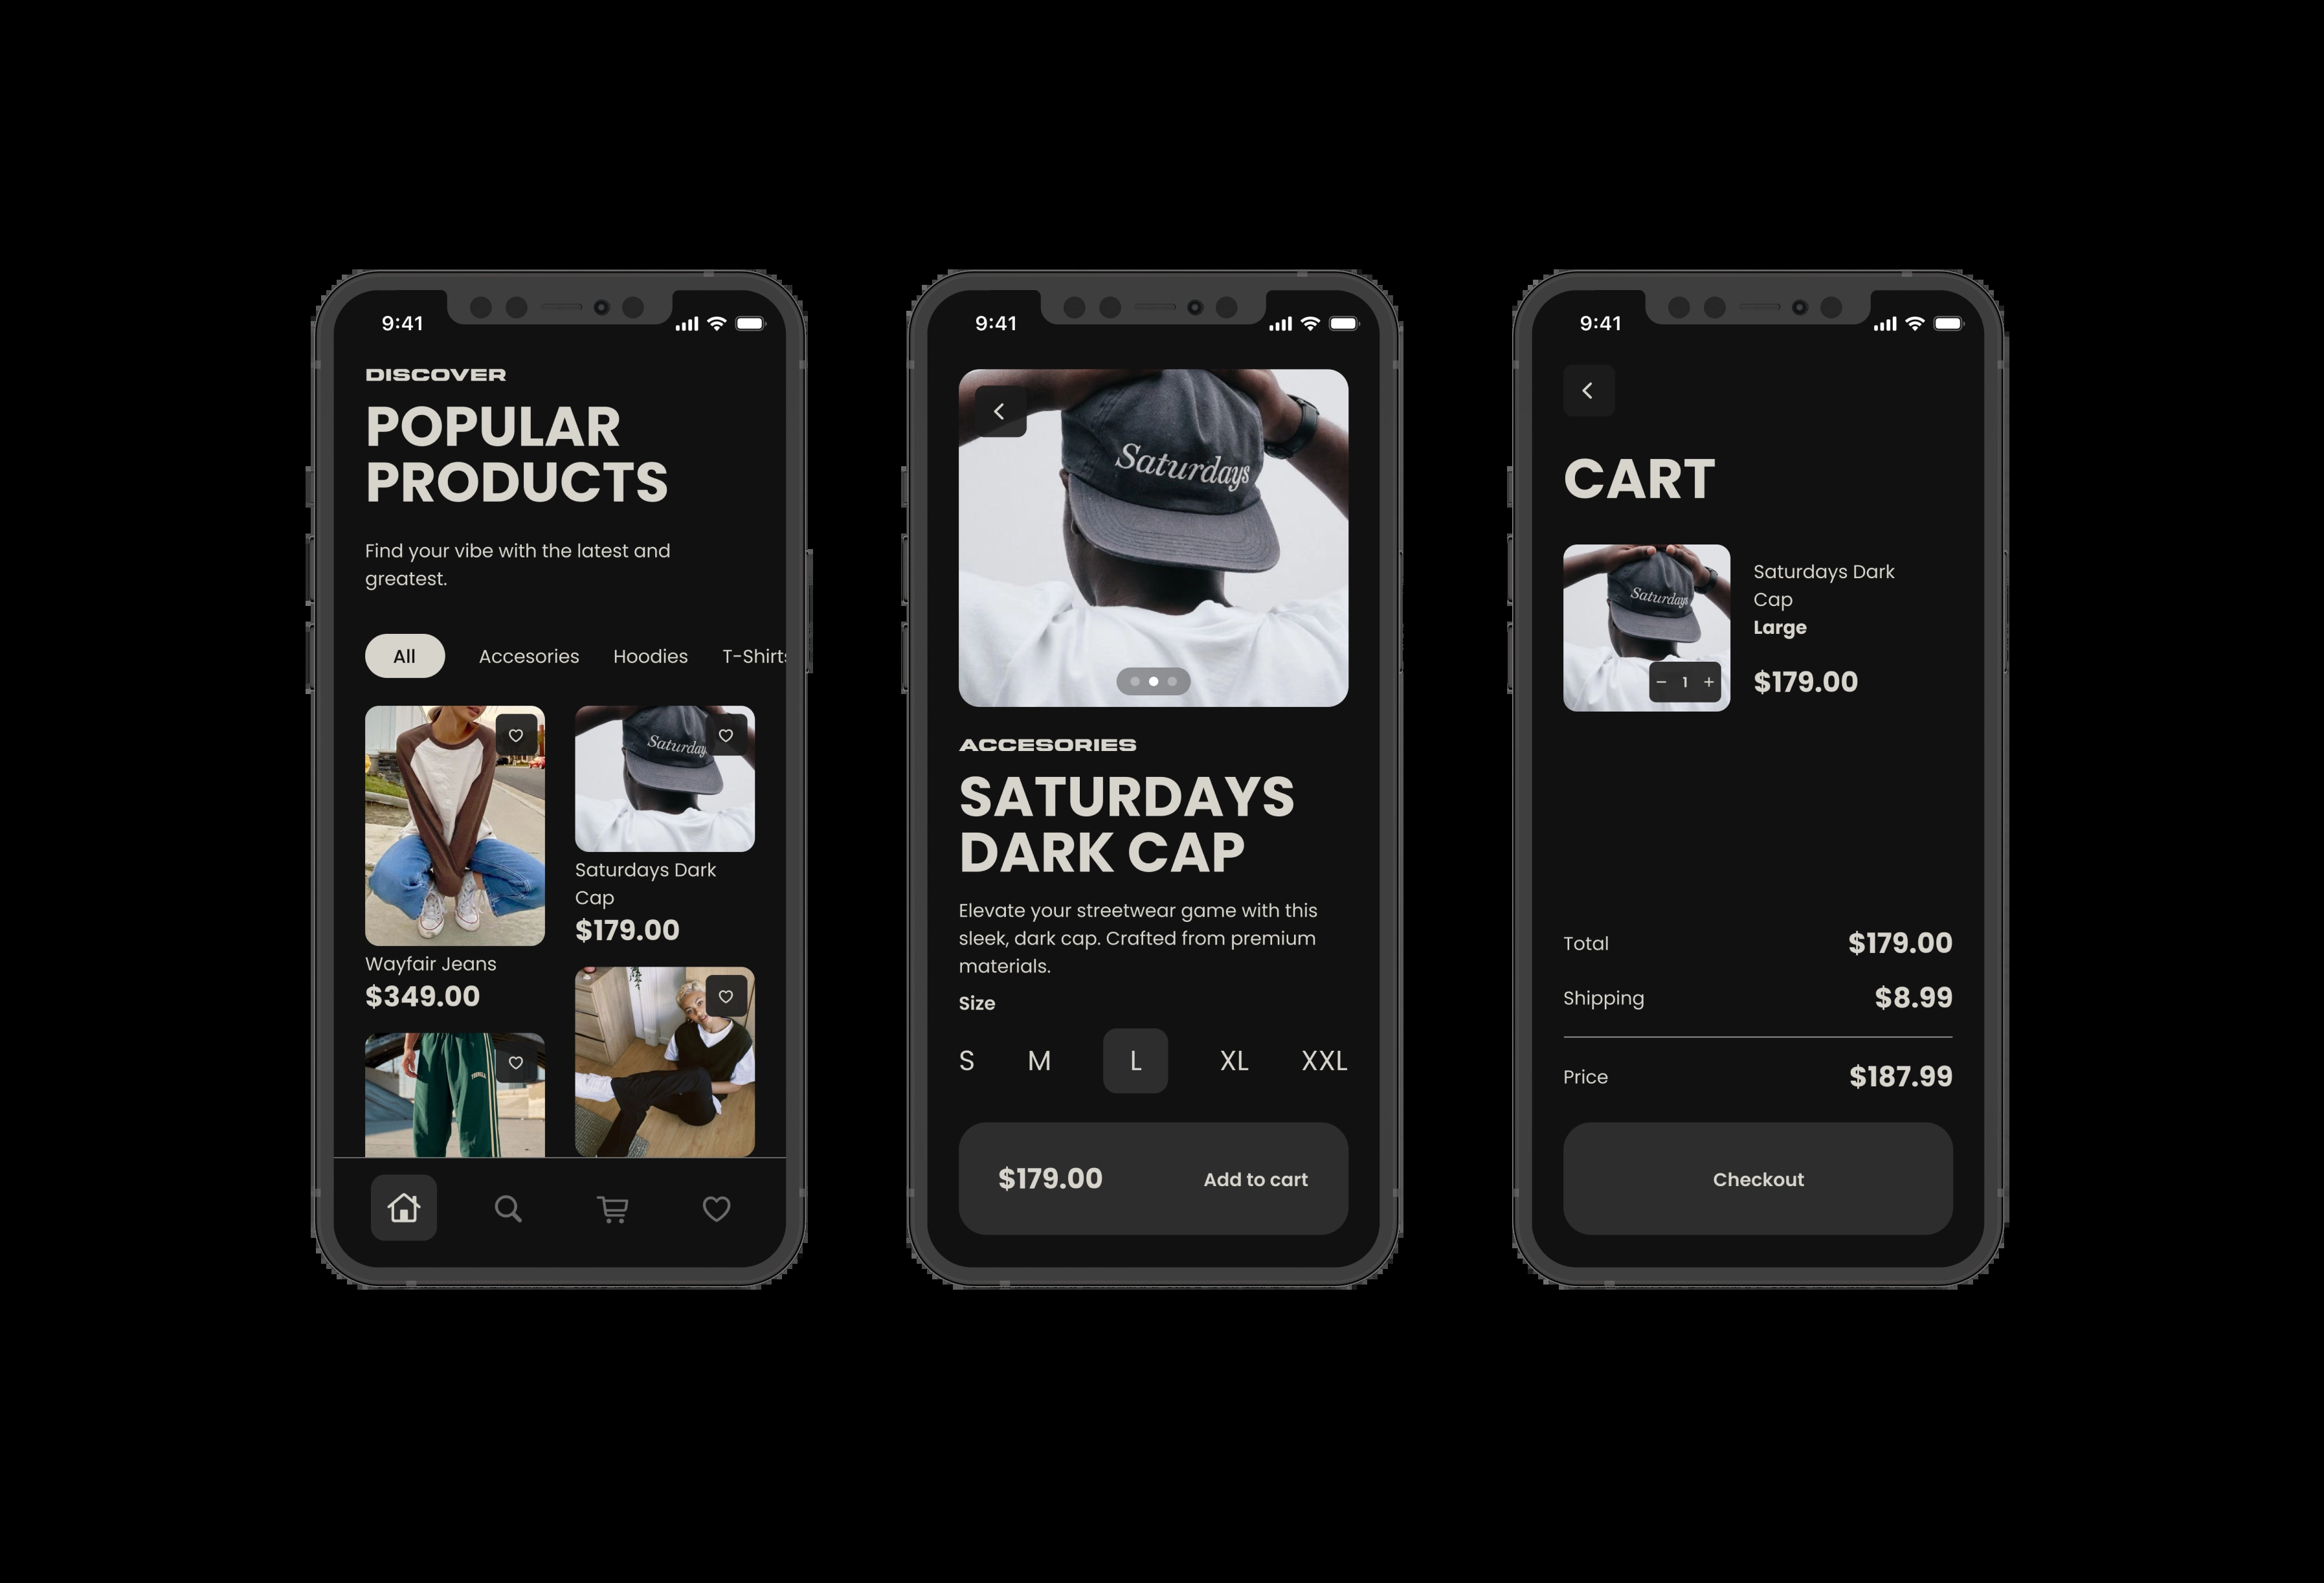 9:41
DISCOVER
POPULAR
PRODUCTS
Find your vibe with the latest and
greatest.
All
Accesories
Hoodies
T-Shirts
Saturday
Saturdays Dark
Cap
$179.00
Wayfair Jeans
$349.00
9:41
Saturdays
ACCESORIES
SATURDAYS
DARK CAP
Elevate your streetwear game with this
sleek, dark cap. Crafted from premium
materials.
Size
S M L XL XXL
$179.00 Add to cart
9:41
CART
Saturdays
- 1 +
Saturdays Dark
Cap
Large
$179.00
Total $179.00
Shipping $8.99
Price $187.99
Checkout